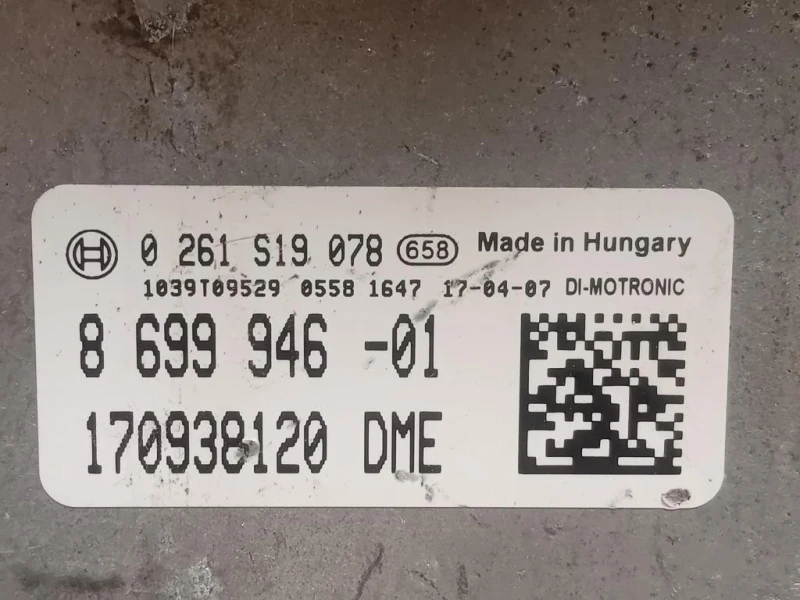 0 261 S19 078 658 Made in Hungary
1039T09529 0558 1647 17-04-07 DI-MOTRONIC
8 699 946 -01
170938120 DME